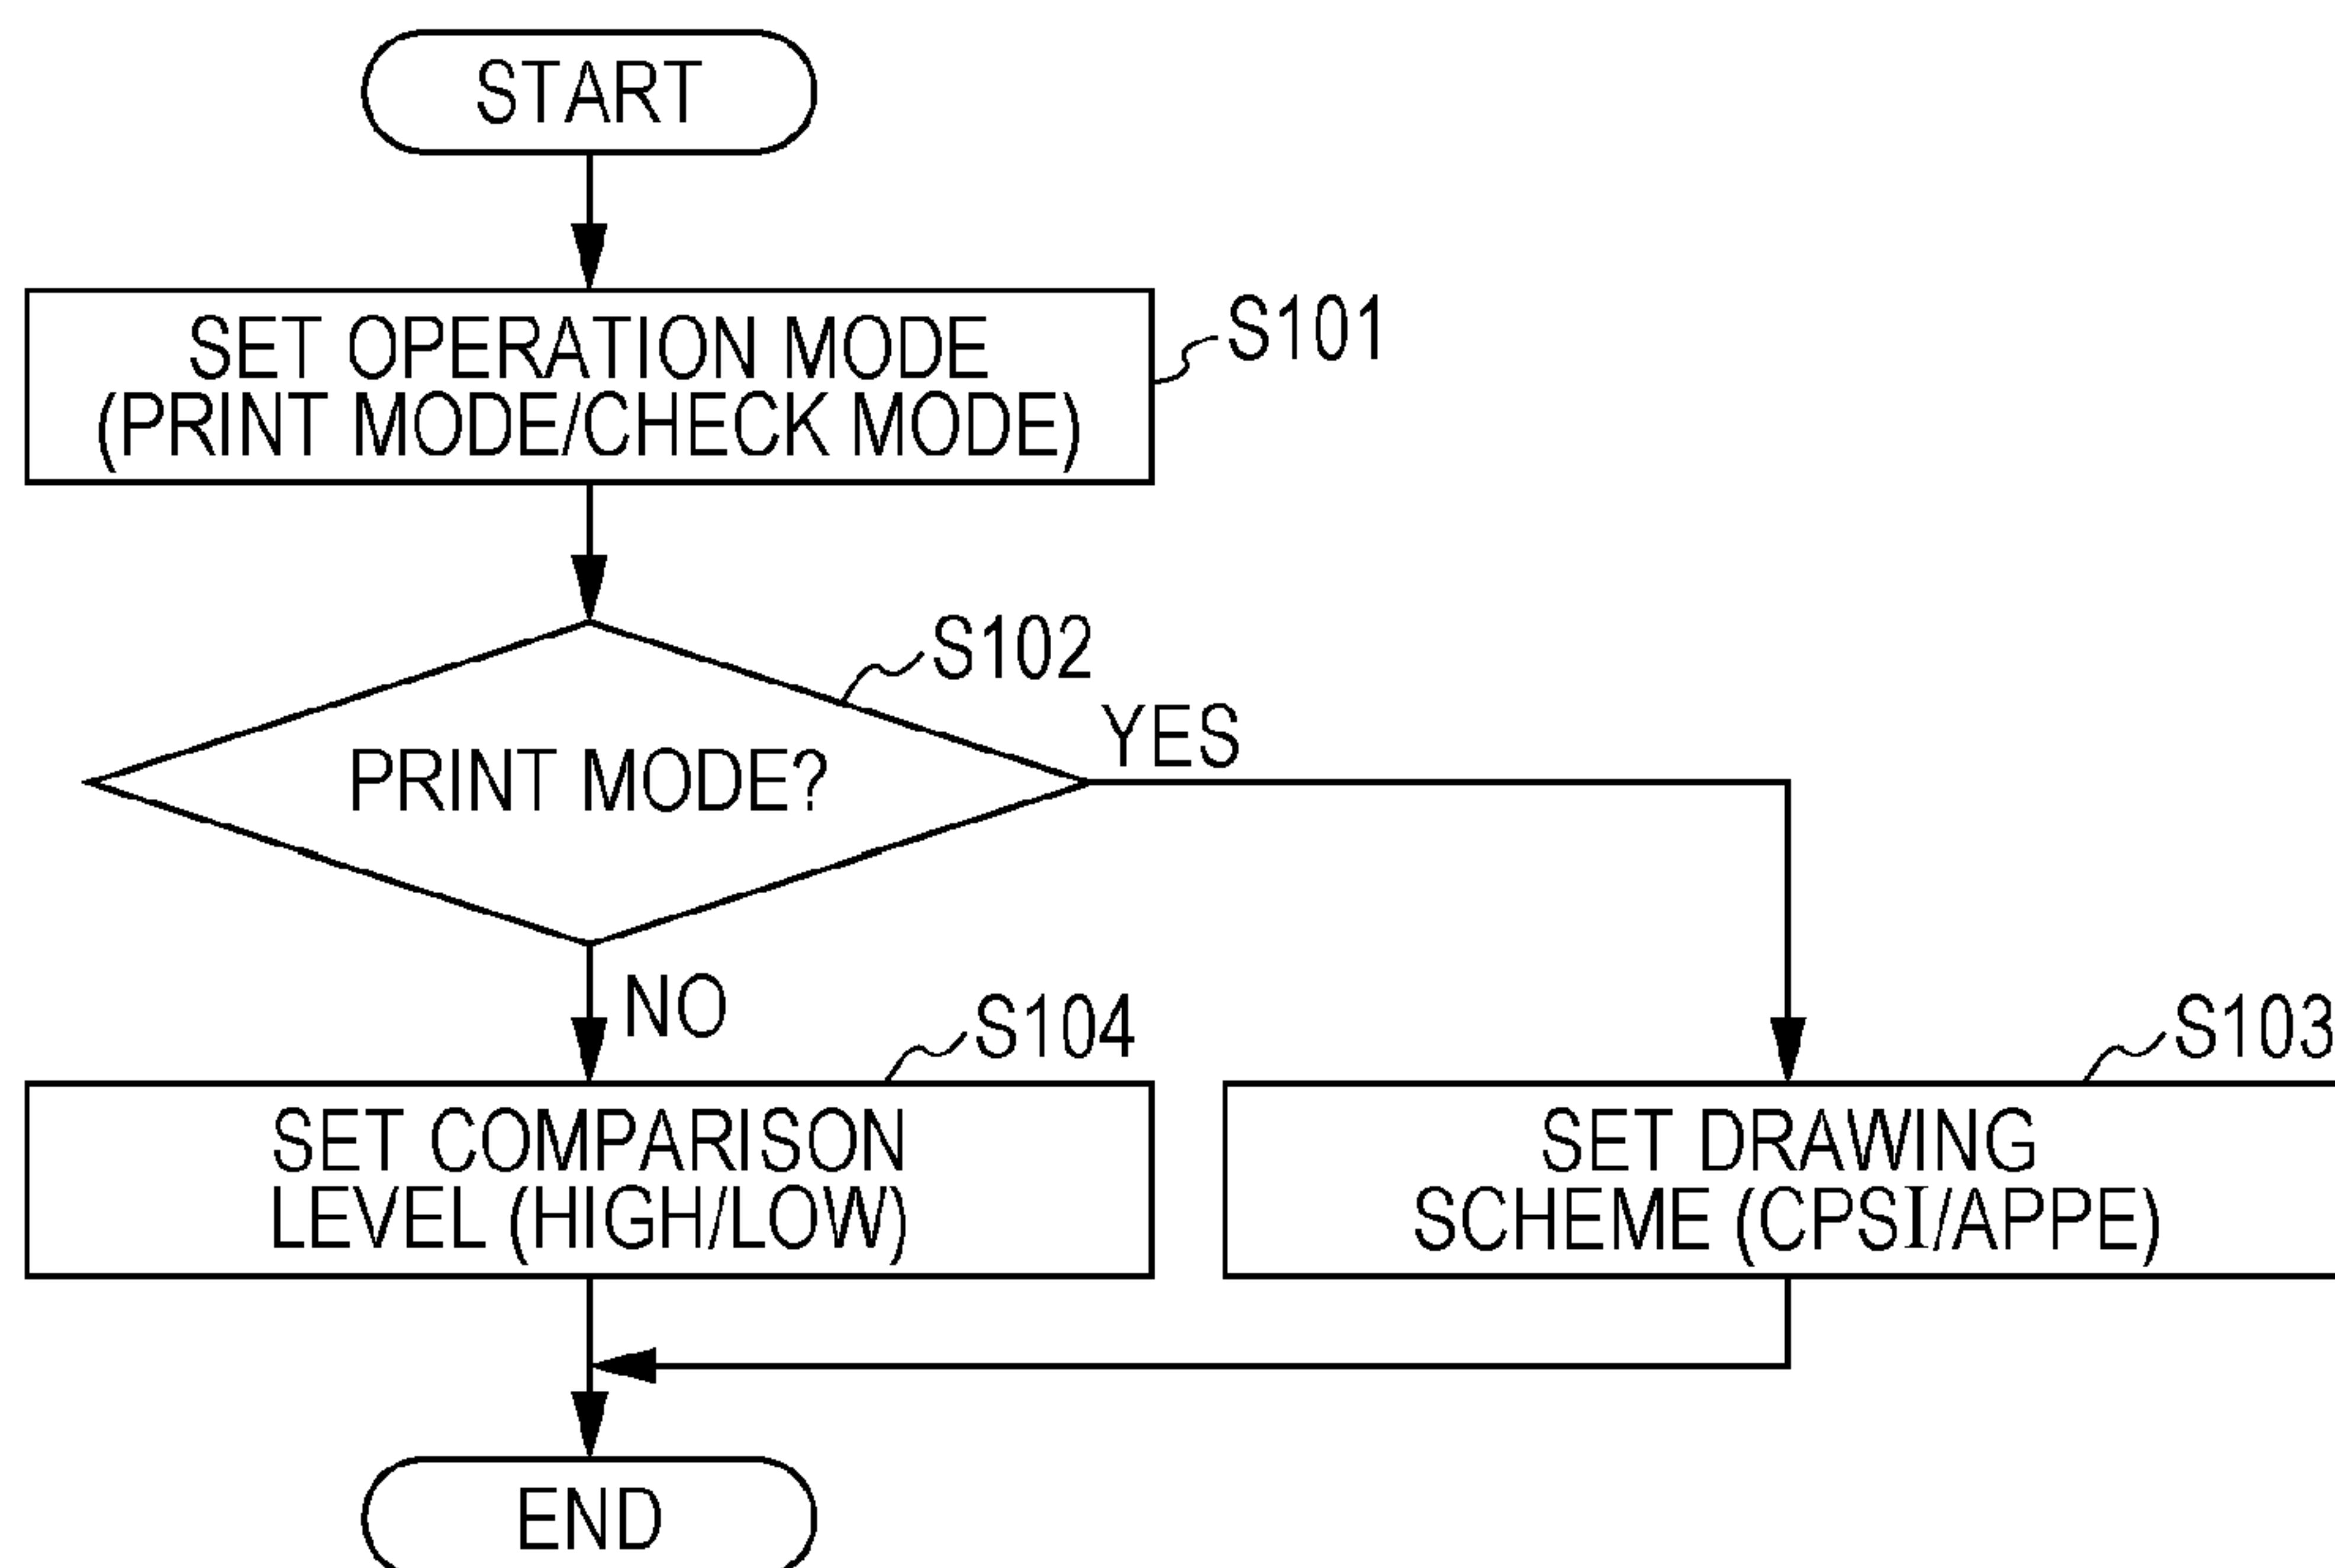 START
SET OPERATION MODE
(PRINT MODE/CHECK MODE)
S101
S102
PRINT MODE?
YES
NO
S104
S103
SET COMPARISON
LEVEL (HIGH/LOW)
SET DRAWING
SCHEME (CPSI/APPE)
END